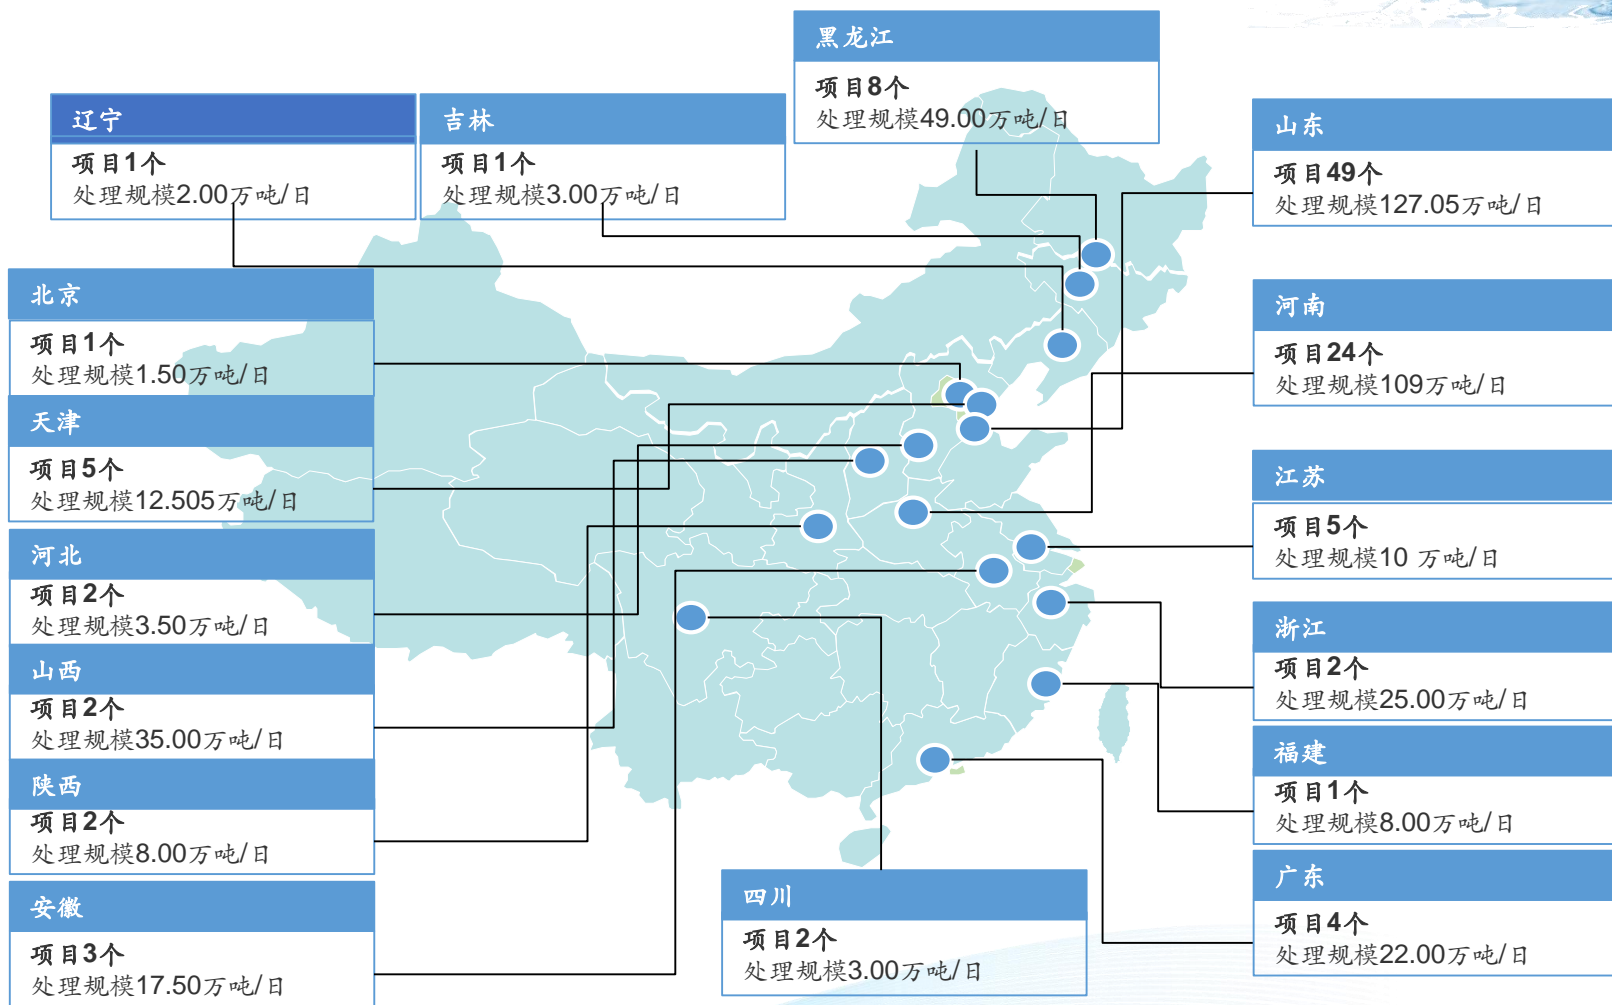 黑龙江
项目8个
处理规模49.00万吨/日
辽宁
项目1个
处理规模2.00万吨/日
吉林
项目1个
处理规模3.00万吨/日
山东
项目49个
处理规模127.05万吨/日
北京
项目1个
处理规模1.50万吨/日
河南
项目24个
处理规模109万吨/日
天津
项目5个
处理规模12.505万吨/日
江苏
项目5个
处理规模10 万吨/日
河北
项目2个
处理规模3.50万吨/日
浙江
项目2个
处理规模25.00万吨/日
山西
项目2个
处理规模35.00万吨/日
福建
项目1个
处理规模8.00万吨/日
陕西
项目2个
处理规模8.00万吨/日
广东
项目4个
处理规模22.00万吨/日
安徽
项目3个
处理规模17.50万吨/日
四川
项目2个
处理规模3.00万吨/日